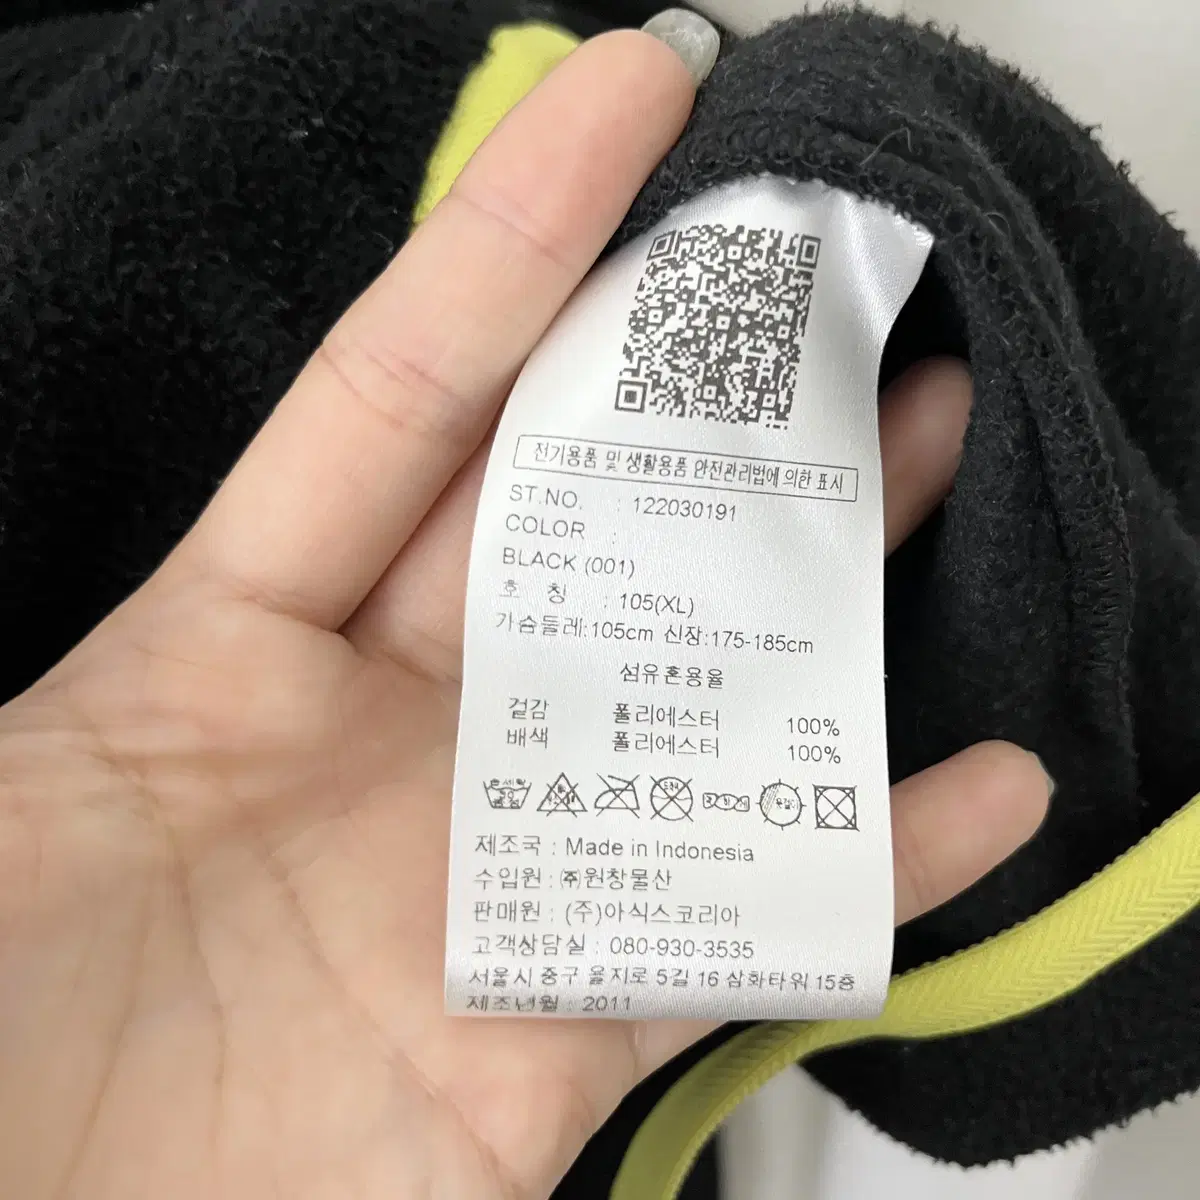 전기용품 및 생활용품 안전관리법에 의한 표시
ST.NO. : 122030191
COLOR :
BLACK (001)
호 칭 : 105(XL)
가슴둘레:105cm 신장:175-185cm
섬유혼용율
겉감 폴리에스터 100%
배색 폴리에스터 100%
제조국 : Made in Indonesia
수입원 : ㈜원창물산
판매원 : (주)아식스코리아
고객상담실 : 080-930-3535
서울시 중구 을지로 5길 16 삼화타워 15층
제조년월 : 2011